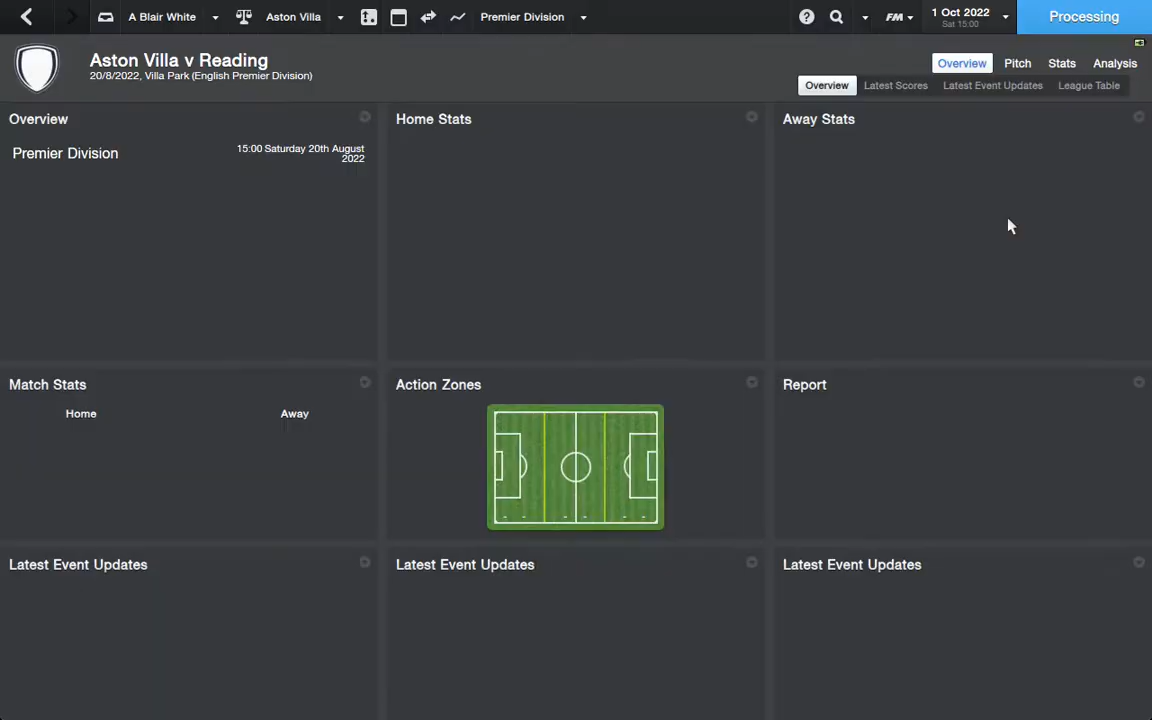 A Blair White
Aston Villa
Premier Division
?
FM
1 Oct 2022
Sat 15:00
Processing
Aston Villa v Reading
20/8/2022, Villa Park (English Premier Division)
Overview Pitch Stats Analysis
Overview Latest Scores Latest Event Updates League Table
Overview
Premier Division
15:00 Saturday 20th August
2022
Home Stats
Away Stats
Match Stats
Home Away
Action Zones
Report
Latest Event Updates
Latest Event Updates
Latest Event Updates